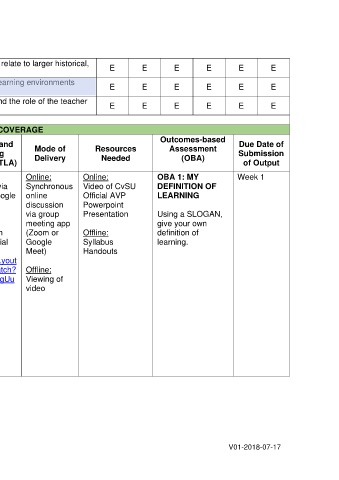 relate to larger historical, E E E E E E
earning environments E E E E E E
nd the role of the teacher E E E E E E
COVERAGE
and
g
TLA)
Mode of
Delivery
Resources
Needed
Outcomes-based
Assessment
(OBA)
Due Date of
Submission
of Output
via
ogle
n
ial
.yout
tch?
gUu
Online:
Synchronous
online
discussion
via group
meeting app
(Zoom or
Google
Meet)
Offline:
Viewing of
video
Online:
Video of CvSU
Official AVP
Powerpoint
Presentation
Offline:
Syllabus
Handouts
OBA 1: MY
DEFINITION OF
LEARNING
Using a SLOGAN,
give your own
definition of
learning.
Week 1
V01-2018-07-17